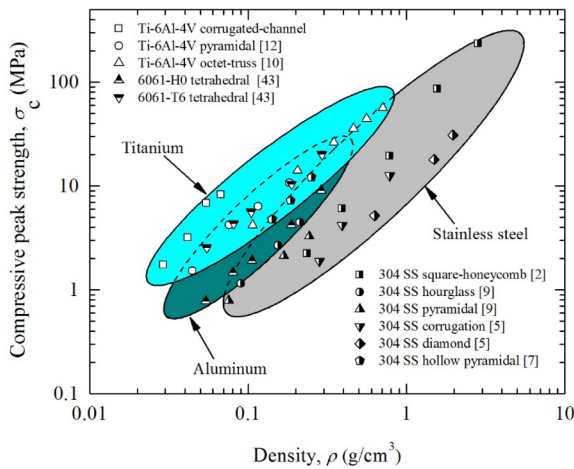 Compressive peak strength, σc (MPa)
100
10
1
0.1
Ti-6Al-4V corrugated-channel
Ti-6Al-4V pyramidal [12]
Ti-6Al-4V octet-truss [10]
6061-H0 tetrahedral [43]
6061-T6 tetrahedral [43]
Titanium
Stainless steel
Aluminum
304 SS square-honeycomb [2]
304 SS hourglass [9]
304 SS pyramidal [9]
304 SS corrugation [5]
304 SS diamond [5]
304 SS hollow pyramidal [7]
0.01 0.1 1 10
Density, ρ (g/cm³)